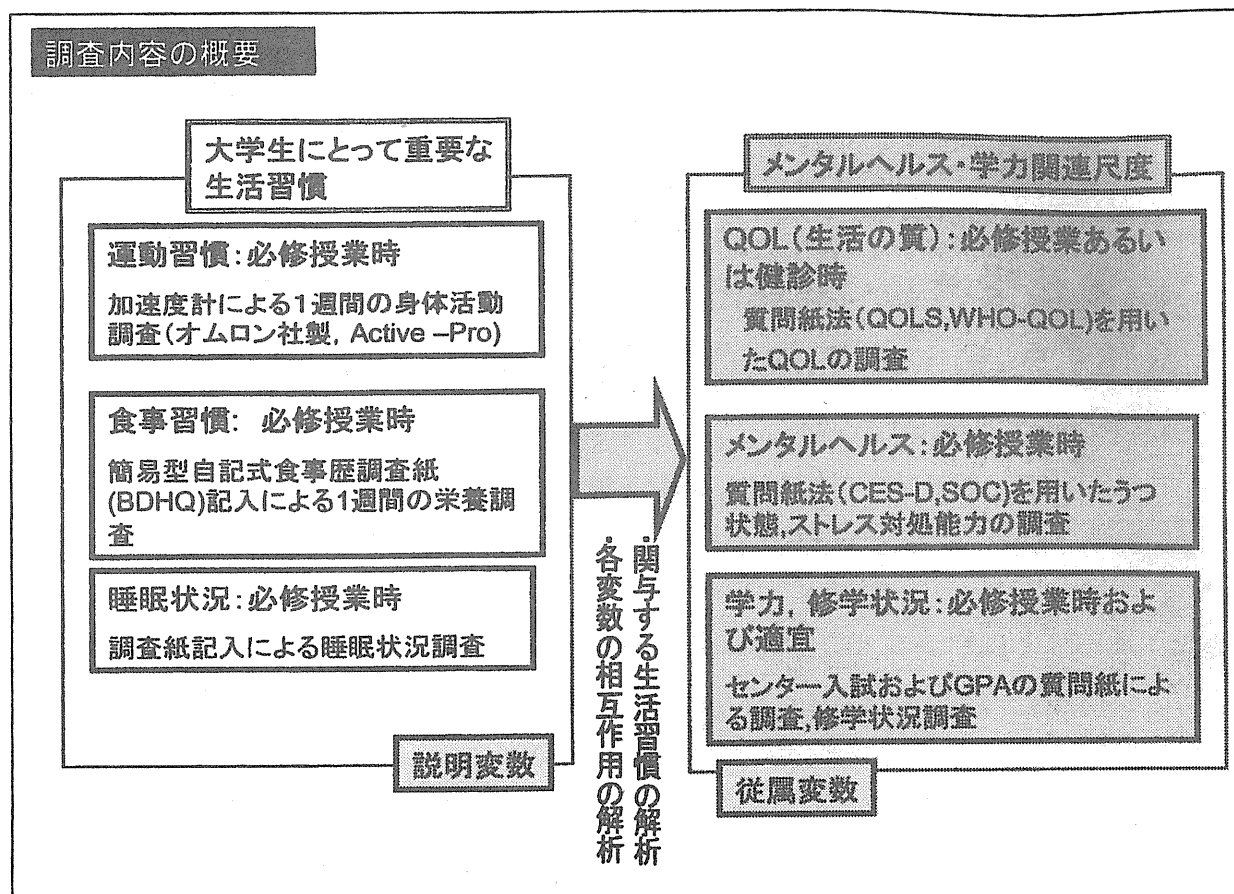 調査内容の概要
大学生にとって重要な
生活習慣
運動習慣:必修授業時
加速度計による1週間の身体活動
調査(オムロン社製, Active –Pro)
食事習慣: 必修授業時
簡易型自記式食事歴調査紙
(BDHQ)記入による1週間の栄養調
査
睡眠状況:必修授業時
調査紙記入による睡眠状況調査
説明変数
・関与する生活習慣の解析
・各変数の相互作用の解析
メンタルヘルス・学力関連尺度
QOL(生活の質):必修授業あるい
は健診時
質問紙法(QOLS,WHO-QOL)を用い
たQOLの調査
メンタルヘルス:必修授業時
質問紙法(CES-D,SOC)を用いたうつ
状態,ストレス対処能力の調査
学力, 修学状況:必修授業時およ
び適宜
センター入試およびGPAの質問紙によ
る調査,修学状況調査
従属変数